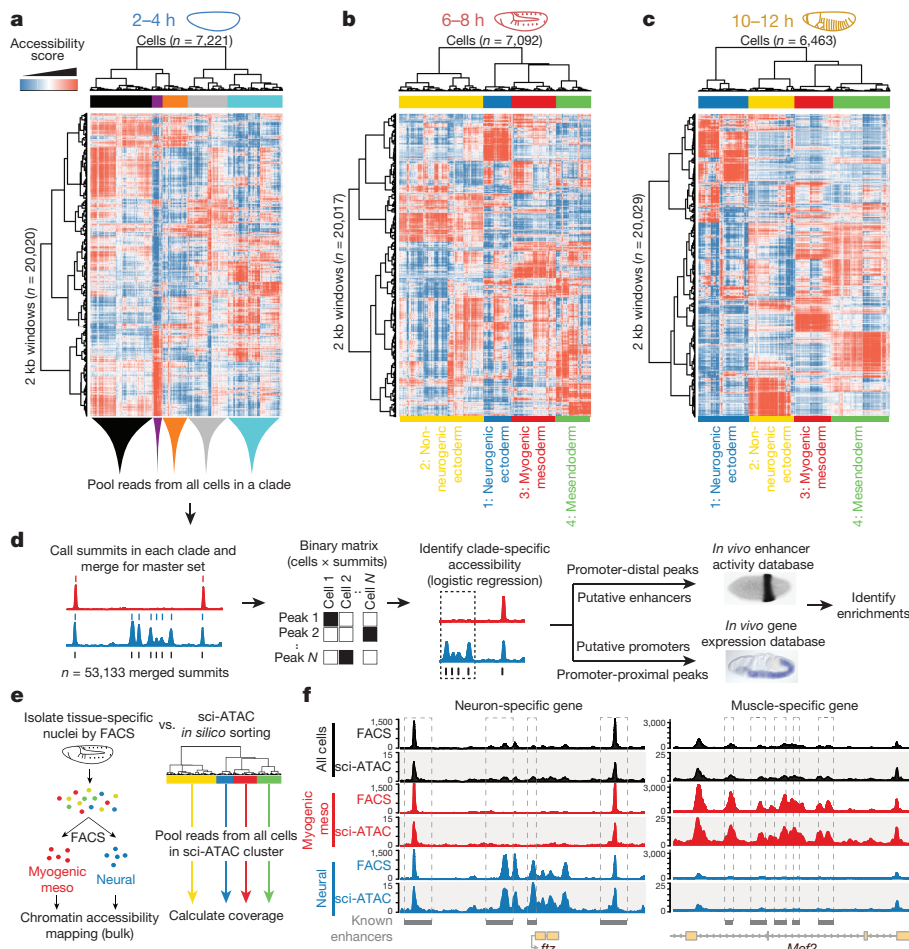 a
2–4 h
Accessibility
score
Cells (n = 7,221)
2 kb windows (n = 20,020)
Pool reads from all cells in a clade
b
6–8 h
Cells (n = 7,092)
2 kb windows (n = 20,017)
2: Non-
neurogenic
ectoderm
1: Neurogenic
ectoderm
3: Myogenic
mesoderm
4: Mesendoderm
c
10–12 h
Cells (n = 6,463)
2 kb windows (n = 20,029)
1: Neurogenic
ectoderm
2: Non-
neurogenic
ectoderm
3: Myogenic
mesoderm
4: Mesendoderm
d
Call summits in each clade and
merge for master set
n = 53,133 merged summits
Binary matrix
(cells × summits)
Cell 1
Cell 2
...
Cell N
Peak 1
Peak 2
...
Peak N
Identify clade-specific
accessibility
(logistic regression)
Promoter-distal peaks
Putative enhancers
Putative promoters
Promoter-proximal peaks
In vivo enhancer
activity database
In vivo gene
expression database
Identify
enrichments
e
Isolate tissue-specific
nuclei by FACS
vs.
sci-ATAC
in silico sorting
FACS
Myogenic
meso
Neural
Chromatin accessibility
mapping (bulk)
Pool reads from all cells
in sci-ATAC cluster
Calculate coverage
f
Neuron-specific gene
Muscle-specific gene
All cells
FACS
1,500
0
3,000
0
sci-ATAC
15
0
25
0
Myogenic
meso
FACS
1,500
0
3,000
0
sci-ATAC
15
0
25
0
Neural
FACS
1,500
0
3,000
0
sci-ATAC
15
0
25
0
Known
enhancers
ftz
Mef2